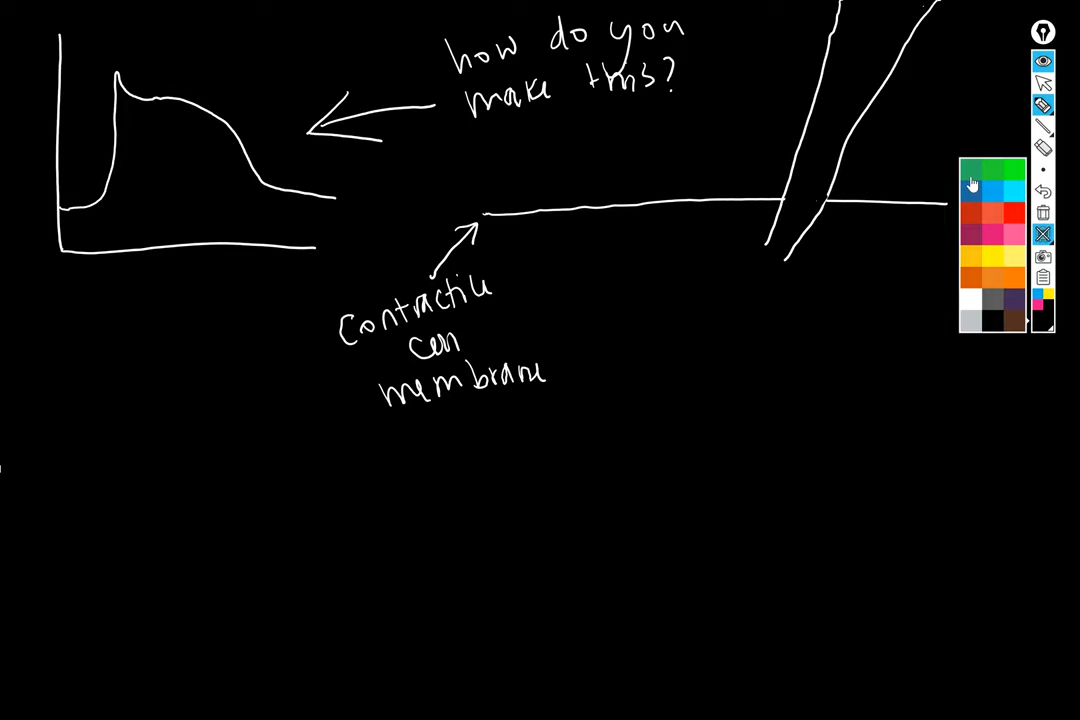 how do you
make this?
Contractile
cell
membrane